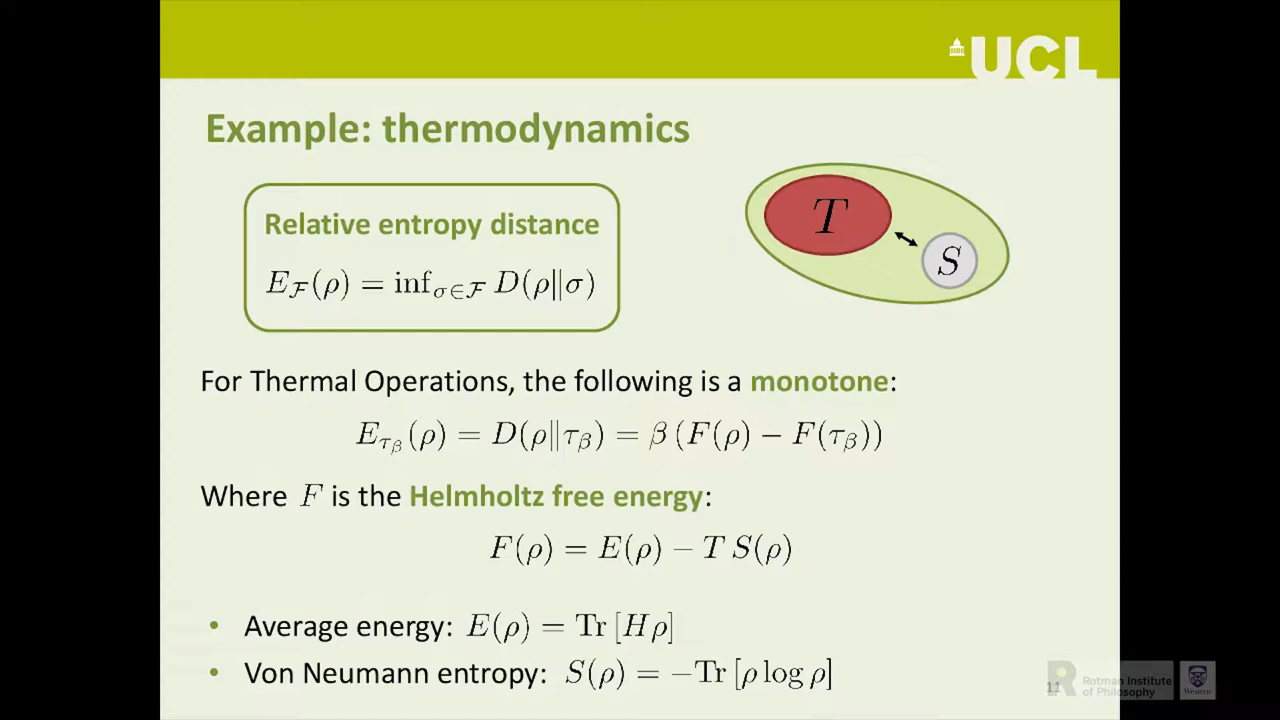 UCL
Example: thermodynamics
Relative entropy distance
E_𝓕(ρ) = inf_{σ∈𝓕} D(ρ‖σ)
T
S
For Thermal Operations, the following is a monotone:
E_{τ_β}(ρ) = D(ρ‖τ_β) = β (F(ρ) − F(τ_β))
Where F is the Helmholtz free energy:
F(ρ) = E(ρ) − T S(ρ)
• Average energy: E(ρ) = Tr [Hρ]
• Von Neumann entropy: S(ρ) = −Tr [ρ log ρ]
11
R
Rotman Institute
of Philosophy
Western